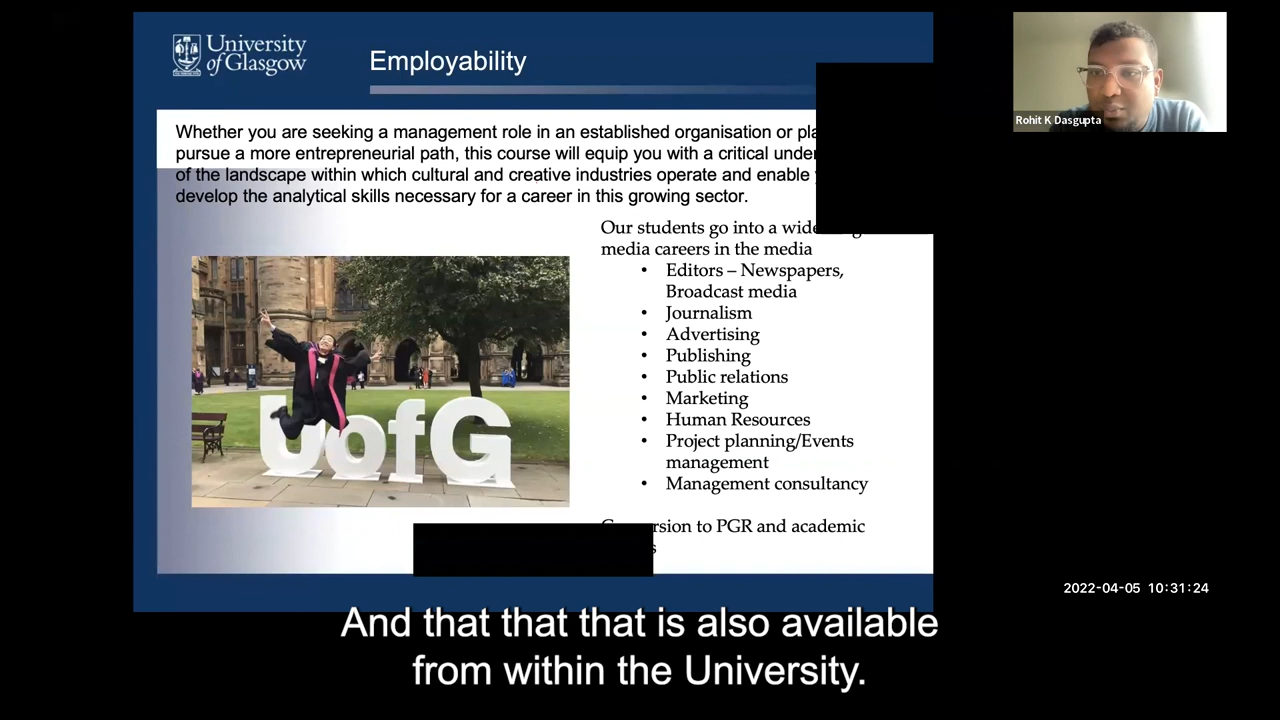 University
of Glasgow
Employability
Rohit K Dasgupta
Whether you are seeking a management role in an established organisation or
pursue a more entrepreneurial path, this course will equip you with a critical
of the landscape within which cultural and creative industries operate and enable
develop the analytical skills necessary for a career in this growing sector.
Our students go into a wide
media careers in the media
• Editors – Newspapers,
Broadcast media
• Journalism
• Advertising
• Publishing
• Public relations
• Marketing
• Human Resources
• Project planning/Events
management
• Management consultancy
to PGR and academic
UofG
2022-04-05 10:31:24
And that that that is also available
from within the University.